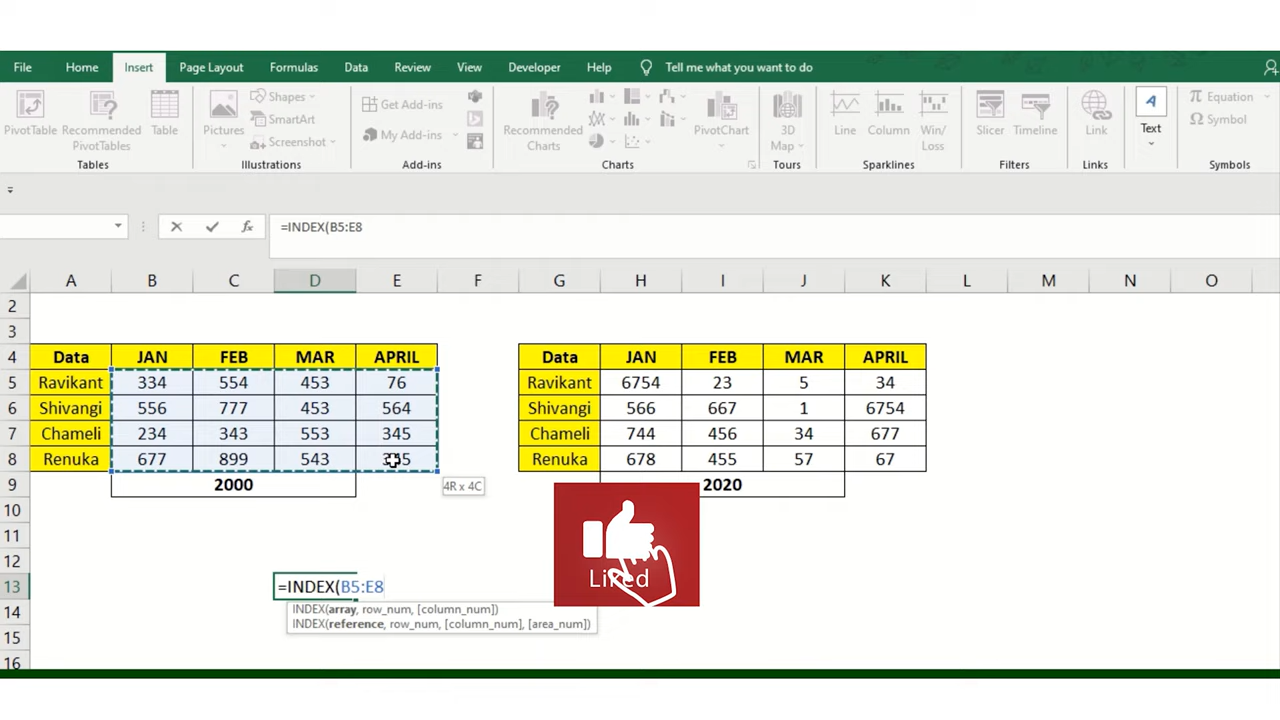 File Home Insert Page Layout Formulas Data Review View Developer Help Tell me what you want to do
PivotTable Recommended PivotTables Table
Tables
Pictures Shapes SmartArt Screenshot
Illustrations
Get Add-ins My Add-ins
Add-ins
Recommended Charts PivotChart
Charts
3D Map
Tours
Line Column Win/Loss
Sparklines
Slicer Timeline
Filters
Link
Links
Text
Equation Symbol
Symbols
=INDEX(B5:E8
A B C D E F G H I J K L M N O
2
3
4 Data JAN FEB MAR APRIL Data JAN FEB MAR APRIL
5 Ravikant 334 554 453 76 Ravikant 6754 23 5 34
6 Shivangi 556 777 453 564 Shivangi 566 667 1 6754
7 Chameli 234 343 553 345 Chameli 744 456 34 677
8 Renuka 677 899 543 Renuka 678 455 57 67
9 2000 2020
4R x 4C
10
11
12
13 =INDEX(B5:E8
Liked
14 INDEX(array, row_num, [column_num])
INDEX(reference, row_num, [column_num], [area_num])
15
16